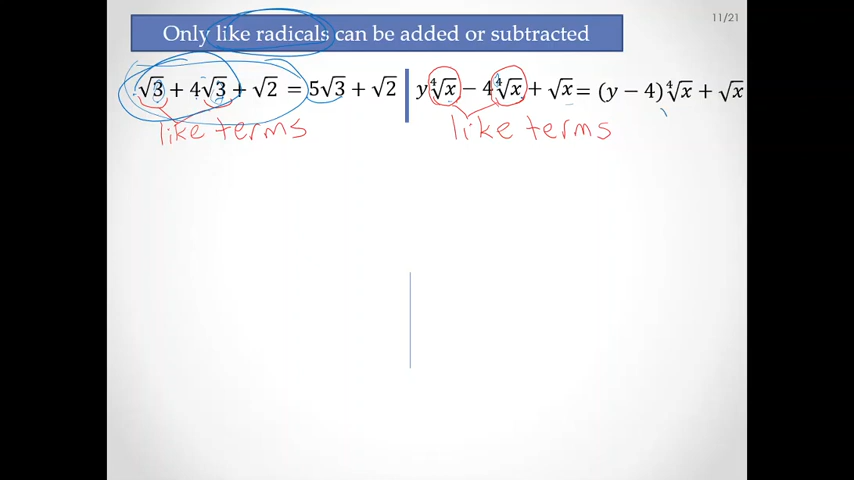 11/21
Only like radicals can be added or subtracted
√3 + 4√3 + √2 = 5√3 + √2
y∜x − 4∜x + √x = (y − 4)∜x + √x
like terms
like terms